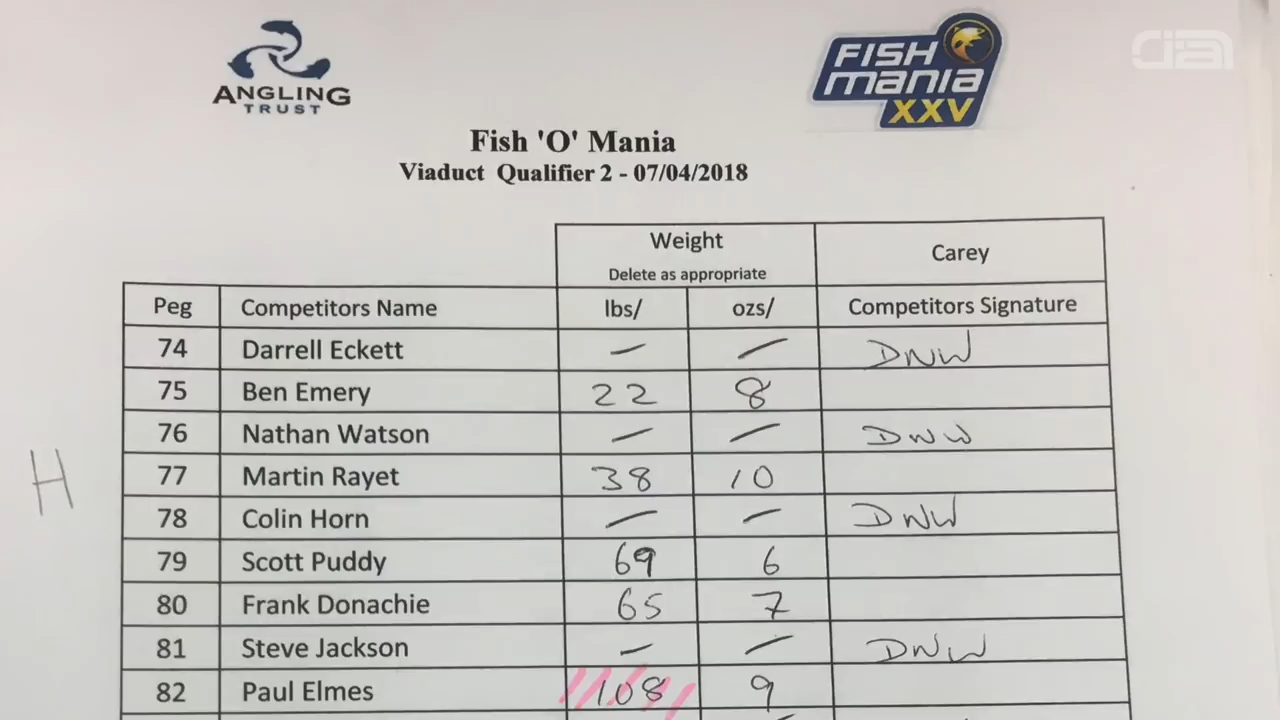 ANGLING
TRUST
FISH
mania
XXV
Fish 'O' Mania
Viaduct Qualifier 2 - 07/04/2018
Weight
Delete as appropriate
Carey
Peg Competitors Name lbs/ ozs/ Competitors Signature
74 Darrell Eckett — — DNW
75 Ben Emery 22 8
76 Nathan Watson — — DNW
77 Martin Rayet 38 10
H
78 Colin Horn — — DNW
79 Scott Puddy 69 6
80 Frank Donachie 65 7
81 Steve Jackson — — DNW
82 Paul Elmes 108 9